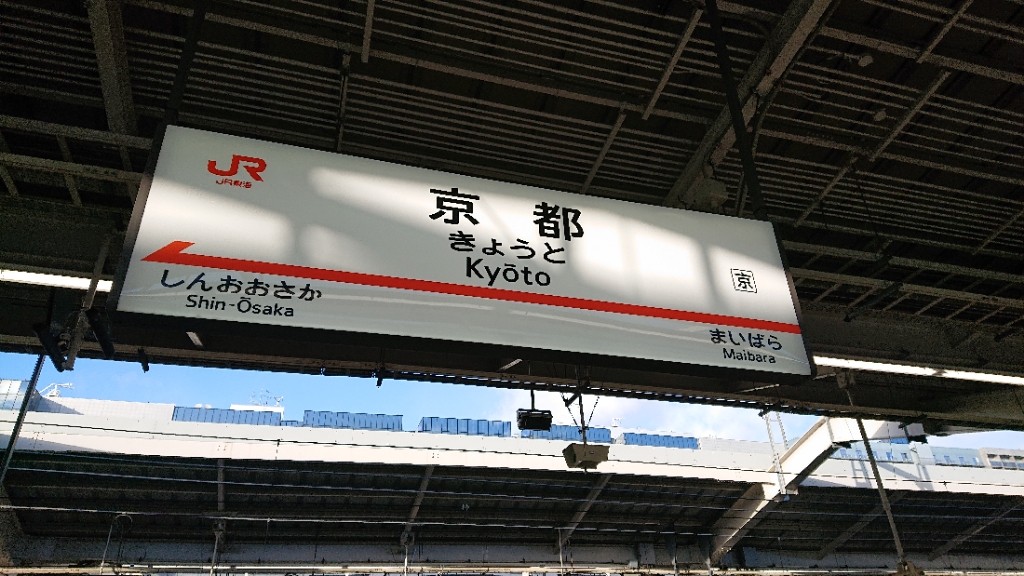 JR
JR東海
京都
きょうと
Kyōto
京
しんおおさか
Shin-Ōsaka
まいばら
Maibara